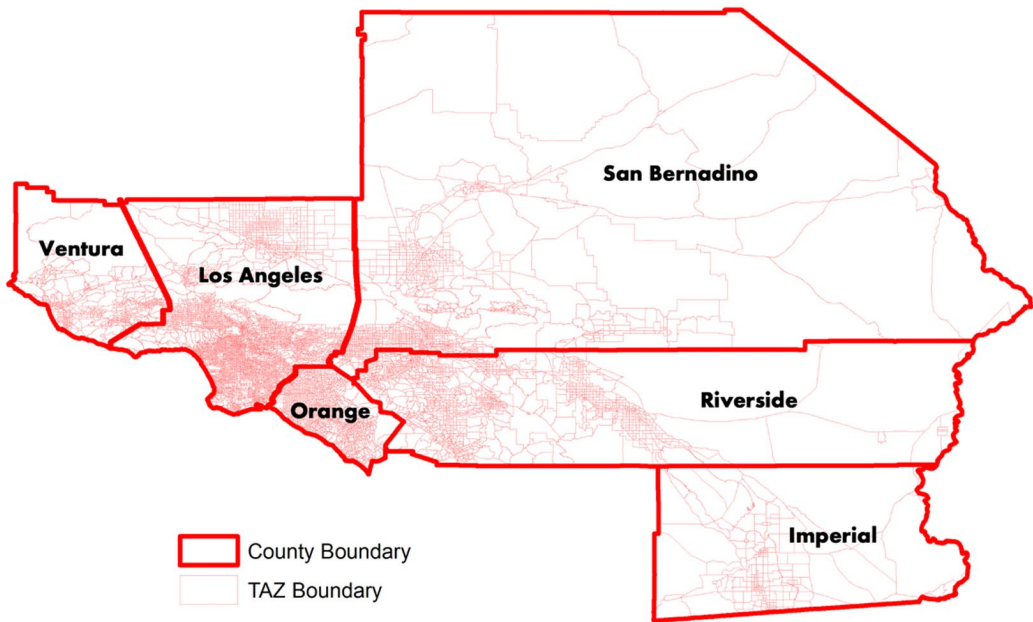 San Bernadino
Ventura
Los Angeles
Orange
Riverside
Imperial
County Boundary
TAZ Boundary